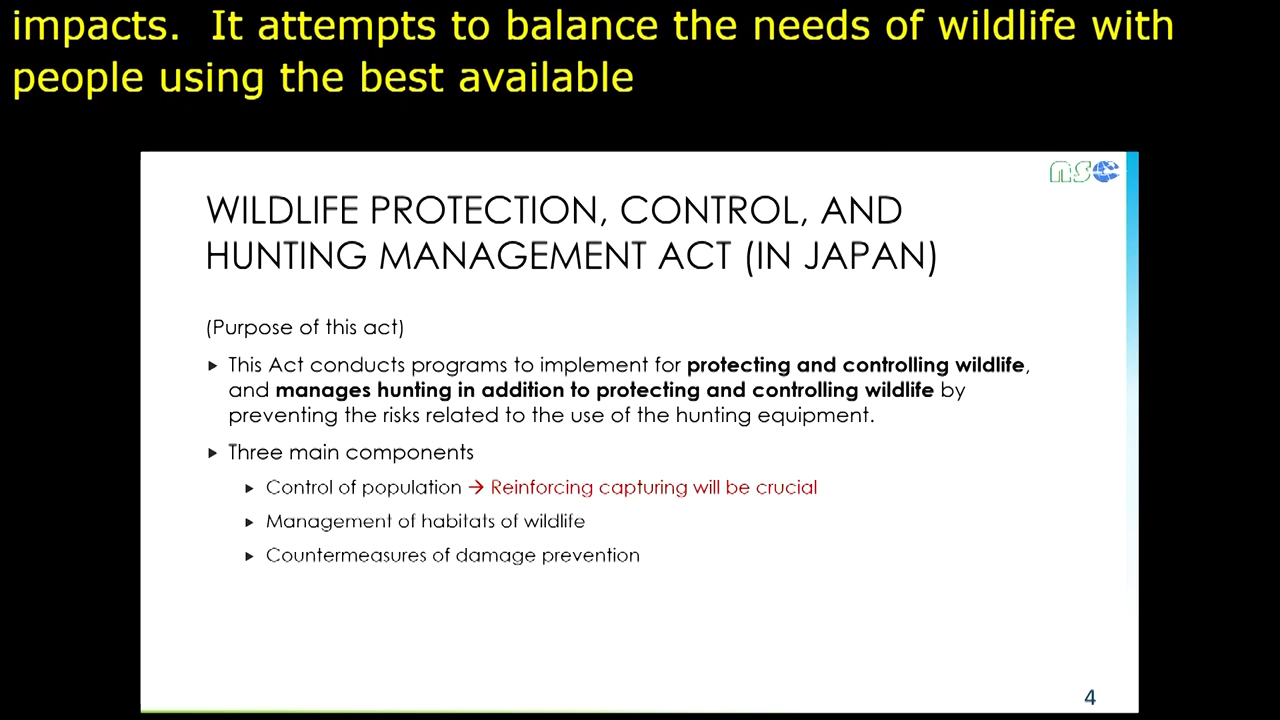 impacts.  It attempts to balance the needs of wildlife with
people using the best available
nsc
WILDLIFE PROTECTION, CONTROL, AND
HUNTING MANAGEMENT ACT (IN JAPAN)
(Purpose of this act)
This Act conducts programs to implement for protecting and controlling wildlife,
and manages hunting in addition to protecting and controlling wildlife by
preventing the risks related to the use of the hunting equipment.
Three main components
Control of population → Reinforcing capturing will be crucial
Management of habitats of wildlife
Countermeasures of damage prevention
4